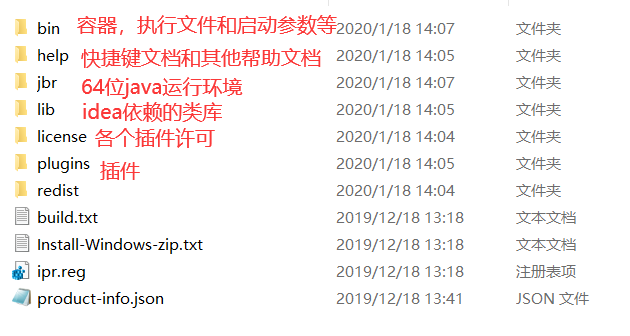 bin 容器，执行文件和启动参数等 2020/1/18 14:07 文件夹
help 快捷键文档和其他帮助文档 2020/1/18 14:05 文件夹
jbr 64位java运行环境 2020/1/18 14:07 文件夹
lib idea依赖的类库 2020/1/18 14:05 文件夹
license 各个插件许可 2020/1/18 14:04 文件夹
plugins 插件 2020/1/18 14:05 文件夹
redist 2020/1/18 14:04 文件夹
build.txt 2019/12/18 13:18 文本文档
Install-Windows-zip.txt 2019/12/18 13:18 文本文档
ipr.reg 2019/12/18 13:18 注册表项
product-info.json 2019/12/18 13:41 JSON 文件